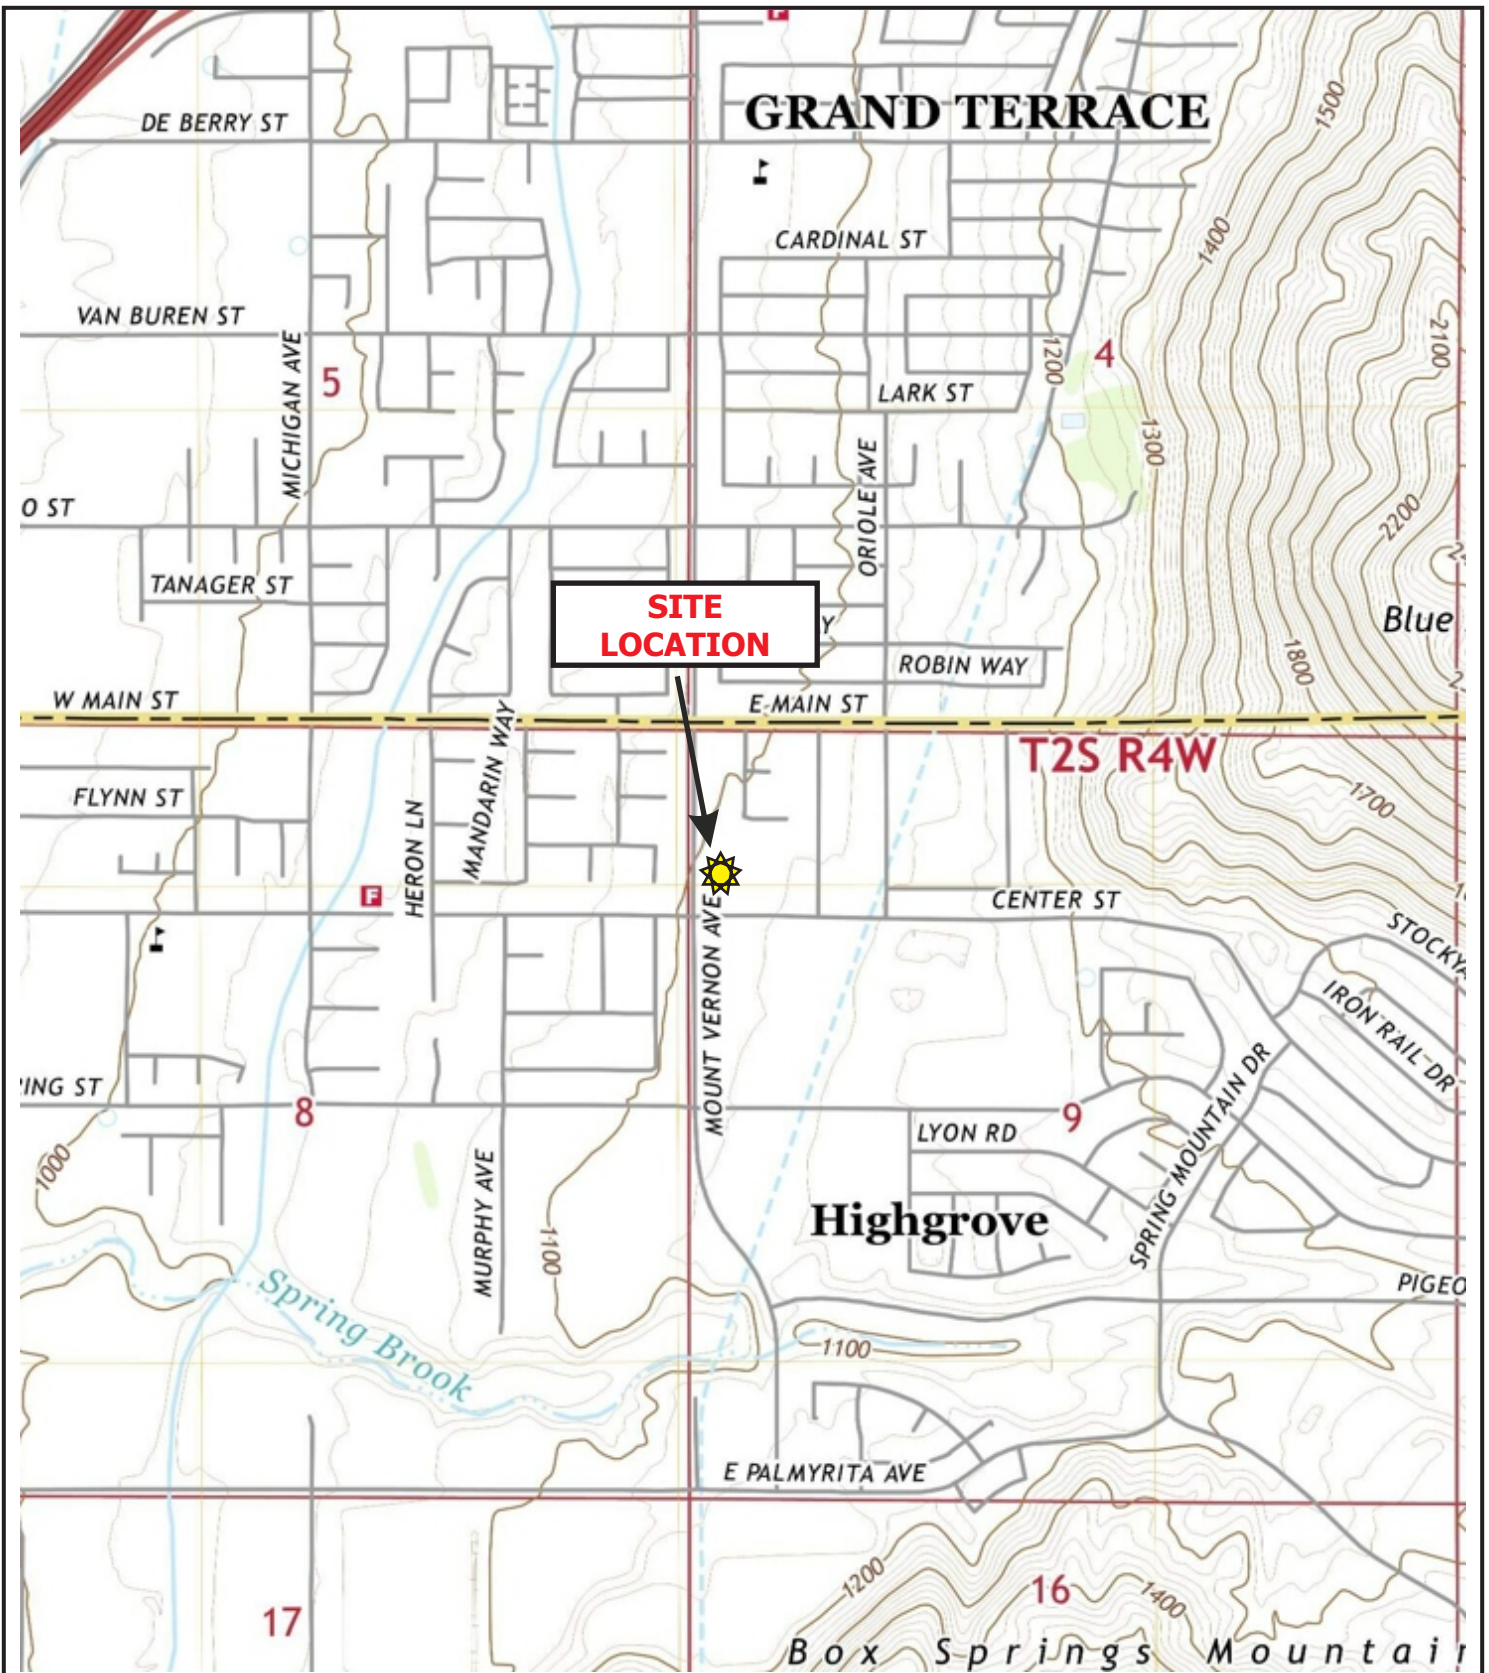 F
1500
GRAND TERRACE
DE BERRY ST
CARDINAL ST
1400
VAN BUREN ST
MICHIGAN AVE
5
1200
4
2100
LARK ST
1300
ORIOLE AVE
O ST
2200
TANAGER ST
SITE
LOCATION
Y
Blue
ROBIN WAY
1800
W MAIN ST
E MAIN ST
T2S R4W
MANDARIN WAY
FLYNN ST
1700
HERON LN
F
CENTER ST
STOCKYA
MOUNT VERNON AVE
IRON RAIL DR
ING ST
8
9
LYON RD
SPRING MOUNTAIN DR
1000
MURPHY AVE
Highgrove
1100
PIGEO
Spring Brook
1100
E PALMYRITA AVE
1200
16
1400
17
Box Springs Mountain